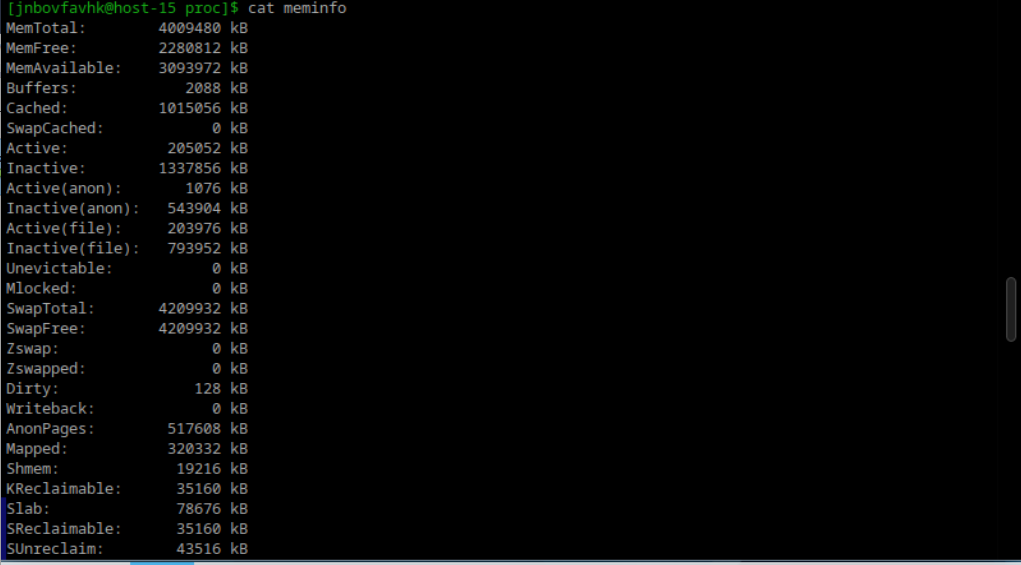 [jnbovfavhk@host-15 proc]$ cat meminfo
MemTotal:        4009480 kB
MemFree:         2280812 kB
MemAvailable:    3093972 kB
Buffers:            2088 kB
Cached:          1015056 kB
SwapCached:            0 kB
Active:           205052 kB
Inactive:        1337856 kB
Active(anon):       1076 kB
Inactive(anon):   543904 kB
Active(file):     203976 kB
Inactive(file):   793952 kB
Unevictable:           0 kB
Mlocked:               0 kB
SwapTotal:       4209932 kB
SwapFree:        4209932 kB
Zswap:                 0 kB
Zswapped:              0 kB
Dirty:               128 kB
Writeback:             0 kB
AnonPages:        517608 kB
Mapped:           320332 kB
Shmem:             19216 kB
KReclaimable:      35160 kB
Slab:              78676 kB
SReclaimable:      35160 kB
SUnreclaim:        43516 kB